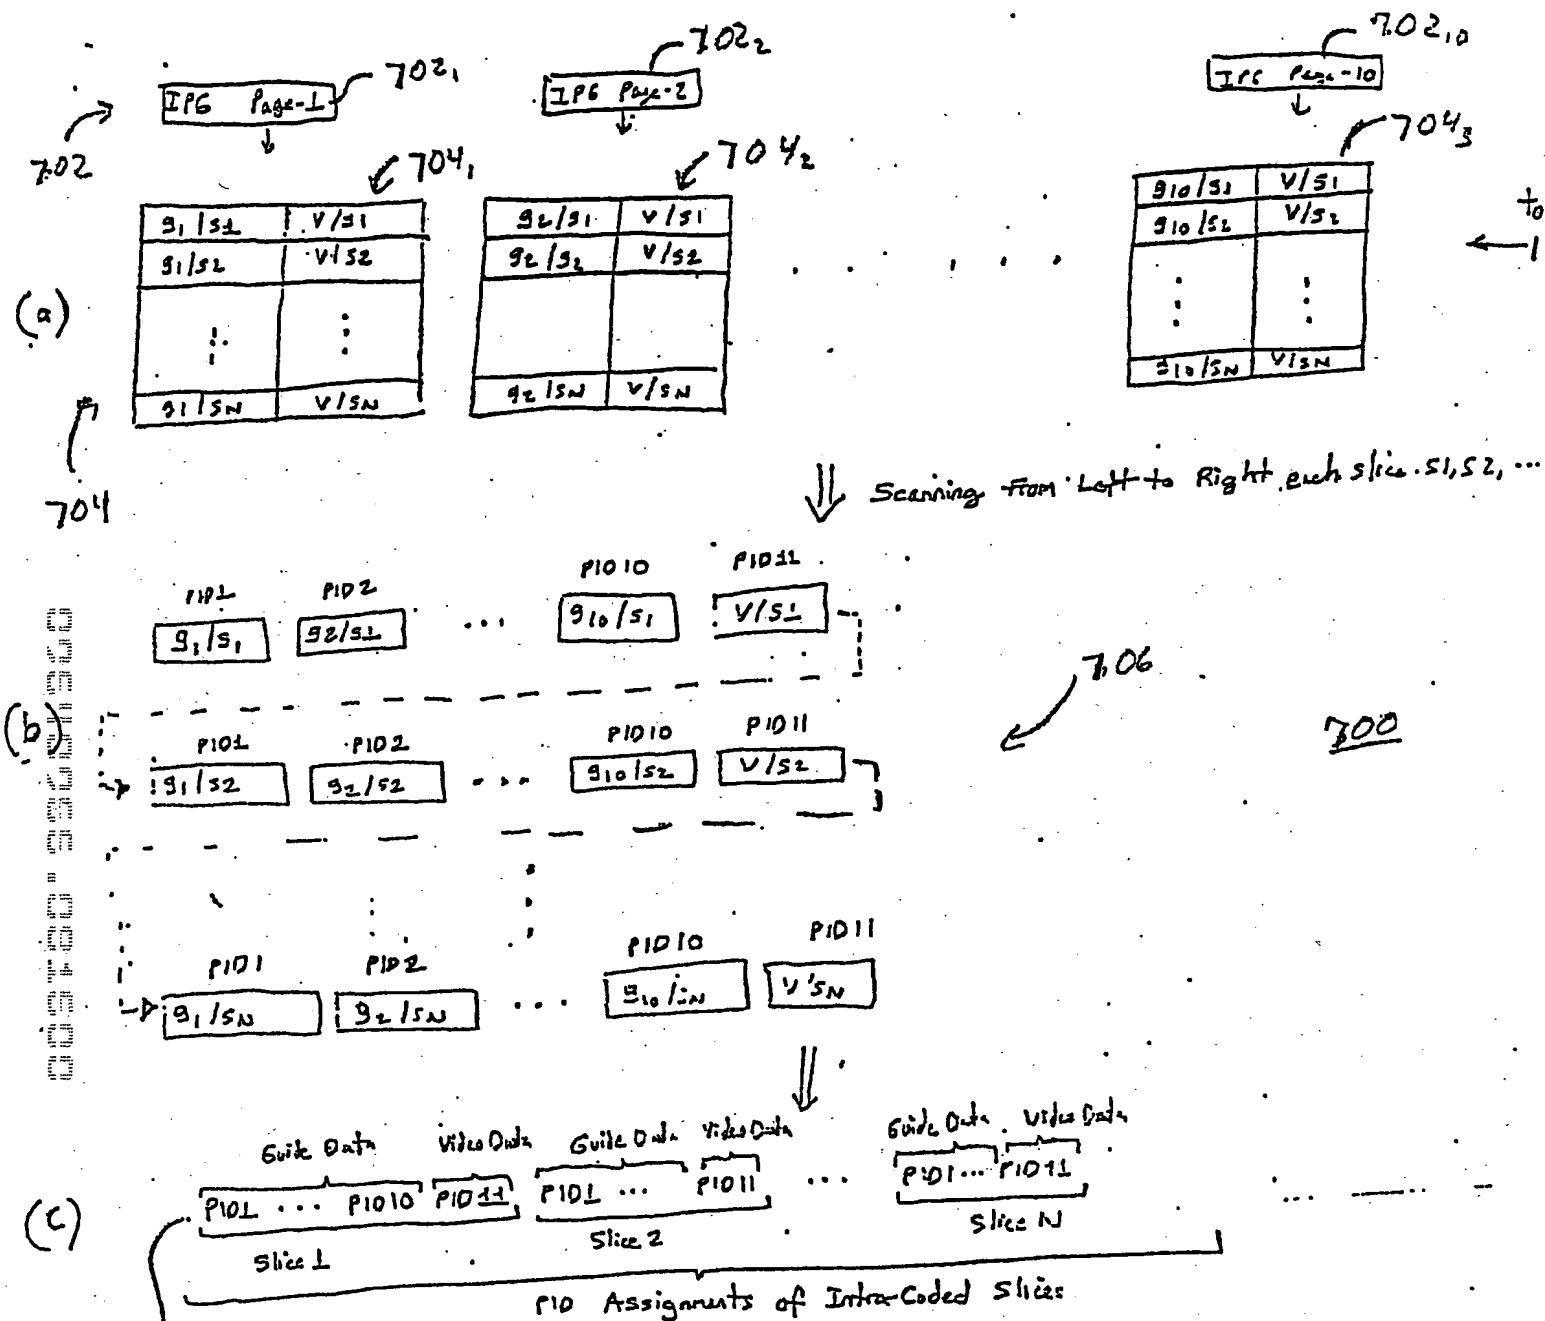 702₁ 702₂ 702₁₀
IPG Page-1 IPG Page-2 IPG Page-10
702
704₁ 704₂ 704₃
g₁/s1 V/s1 g2/s1 V/s1 g10/s1 V/s1
t₀
g1/s2 V/s2 g2/s2 V/s2 g10/s2 V/s2
(a)
g1/sN V/sN g2/sN V/sN g10/sN V/sN
704
Scanning From Left to Right each slice s1, s2, ...
PID1 PID2 ... PID10 PID11
g₁/s₁ g2/s1 ... g10/s₁ V/s1
706
(b)
700
PID1 PID2 PID10 PID11
g1/s2 g2/s2 ... g10/s2 V/s2
PID1 PID2 PID10 PID11
g1/sN g2/sN ... g10/sN V/sN
Guide Data Video Data Guide Data Video Data Guide Data Video Data
(c)
PID1 ... PID10 PID11 PID1 ... PID11 ... PID1... PID11
Slice 1 Slice 2 Slice N
PID Assignments of Intra-Coded Slices